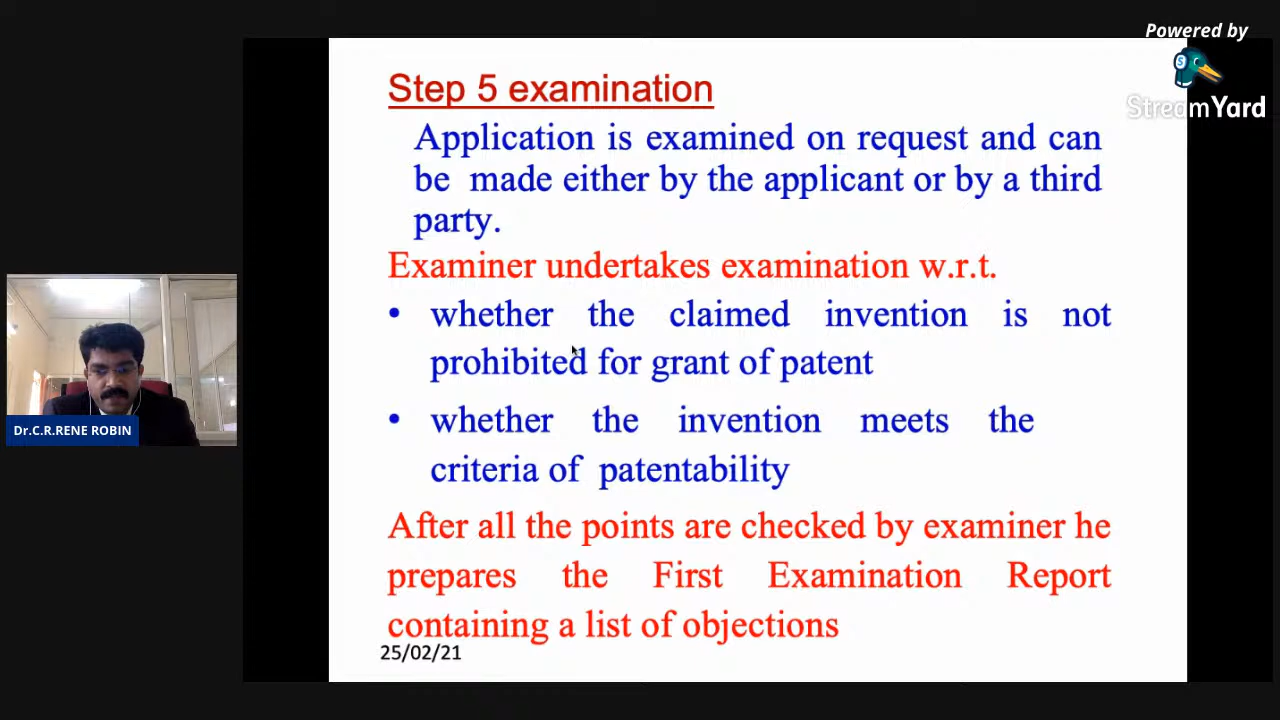 Powered by
StreamYard
Step 5 examination
Application is examined on request and can
be made either by the applicant or by a third
party.
Examiner undertakes examination w.r.t.
• whether the claimed invention is not
prohibited for grant of patent
• whether the invention meets the
criteria of patentability
After all the points are checked by examiner he
prepares the First Examination Report
containing a list of objections
25/02/21
Dr.C.R.RENE ROBIN